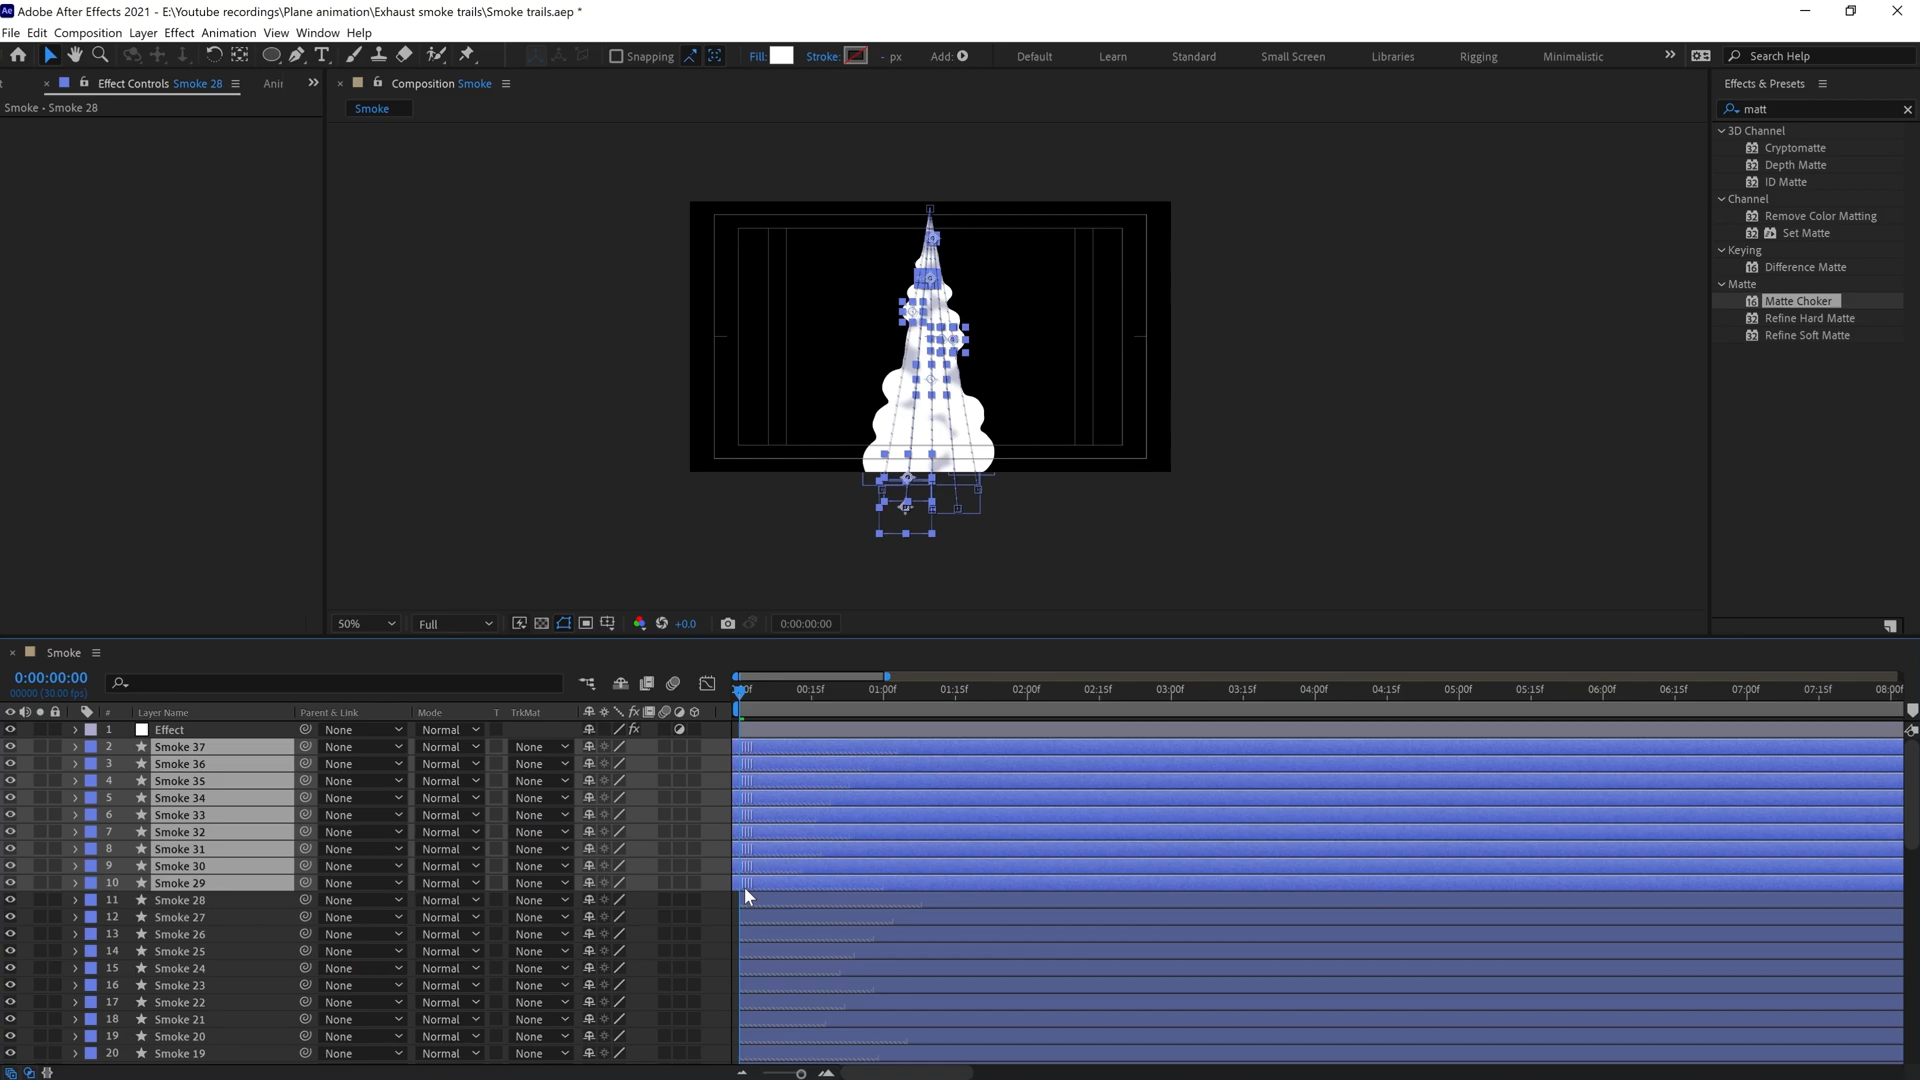 Adobe After Effects 2021 - E:\Youtube recordings\Plane animation\Exhaust smoke trails\Smoke trails.aep *
File Edit Composition Layer Effect Animation View Window Help
Snapping Fill: Stroke: - px Add: Default Learn Standard Small Screen Libraries Rigging Minimalistic Search Help
Effect Controls Smoke 28 Ani
Composition Smoke
Effects & Presets
Smoke • Smoke 28
Smoke
matt
3D Channel
Cryptomatte
Depth Matte
ID Matte
Channel
Remove Color Matting
Set Matte
Keying
Difference Matte
Matte
Matte Choker
Refine Hard Matte
Refine Soft Matte
50% Full +0.0 0:00:00:00
Smoke
0:00:00:00
00000 (30.00 fps)
00:15f 01:00f 01:15f 02:00f 02:15f 03:00f 03:15f 04:00f 04:15f 05:00f 05:15f 06:00f 06:15f 07:00f 07:15f 08:00f
# Layer Name Parent & Link Mode T TrkMat
1 Effect None Normal
2 Smoke 37 None Normal None
3 Smoke 36 None Normal None
4 Smoke 35 None Normal None
5 Smoke 34 None Normal None
6 Smoke 33 None Normal None
7 Smoke 32 None Normal None
8 Smoke 31 None Normal None
9 Smoke 30 None Normal None
10 Smoke 29 None Normal None
11 Smoke 28 None Normal None
12 Smoke 27 None Normal None
13 Smoke 26 None Normal None
14 Smoke 25 None Normal None
15 Smoke 24 None Normal None
16 Smoke 23 None Normal None
17 Smoke 22 None Normal None
18 Smoke 21 None Normal None
19 Smoke 20 None Normal None
20 Smoke 19 None Normal None